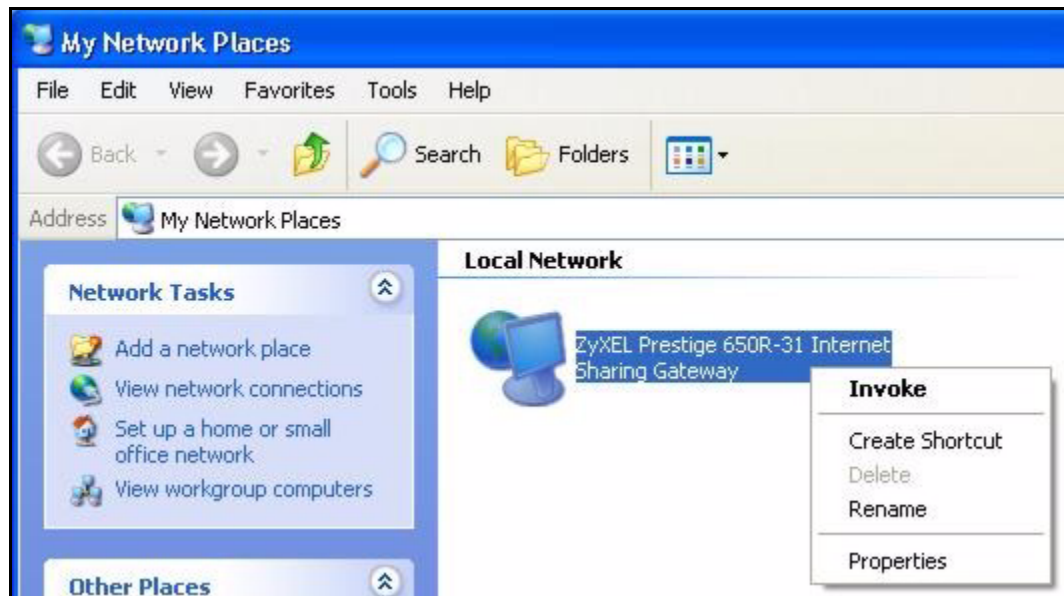 My Network Places
File Edit View Favorites Tools Help
Back Search Folders
Address My Network Places
Local Network
Network Tasks
Add a network place
View network connections
Set up a home or small
office network
View workgroup computers
Other Places
ZyXEL Prestige 650R-31 Internet
Sharing Gateway
Invoke
Create Shortcut
Delete
Rename
Properties